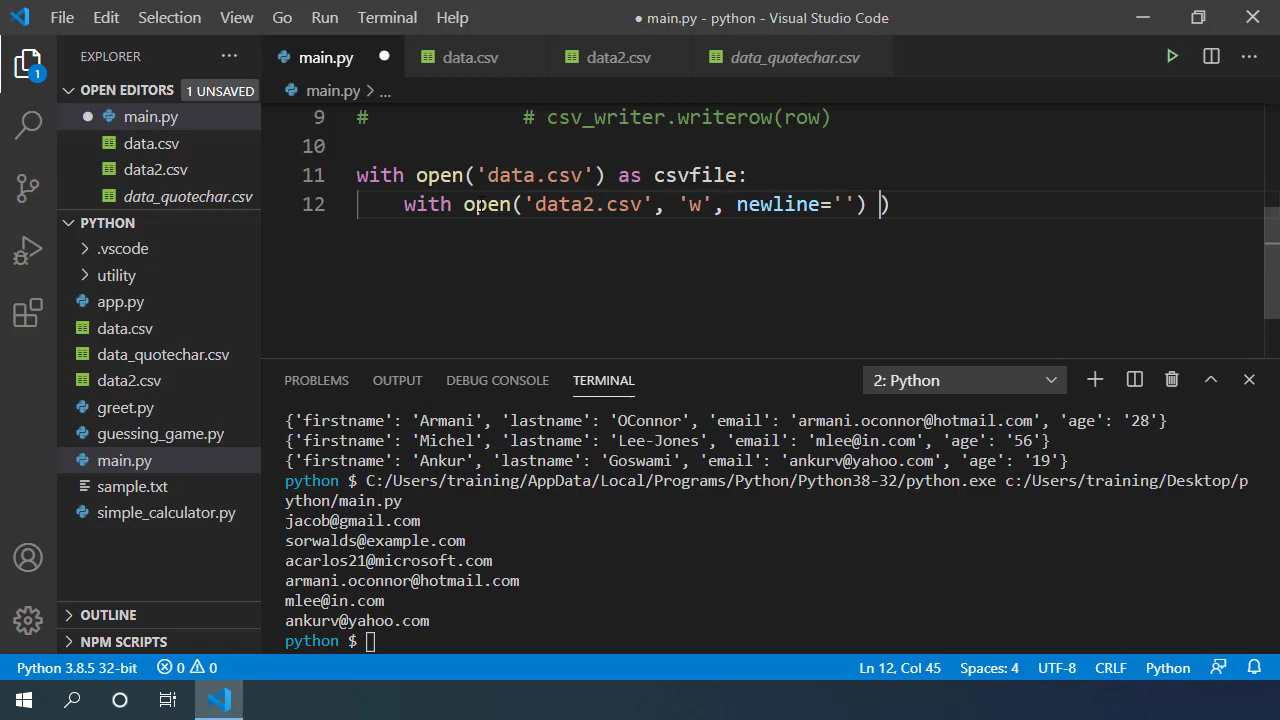 File Edit Selection View Go Run Terminal Help
● main.py - python - Visual Studio Code
EXPLORER
OPEN EDITORS 1 UNSAVED
main.py
data.csv
data2.csv
data_quotechar.csv
PYTHON
.vscode
utility
app.py
data.csv
data_quotechar.csv
data2.csv
greet.py
guessing_game.py
main.py
sample.txt
simple_calculator.py
OUTLINE
NPM SCRIPTS
1
main.py data.csv data2.csv data_quotechar.csv
main.py > ...
9 # # csv_writer.writerow(row)
10
11 with open('data.csv') as csvfile:
12 with open('data2.csv', 'w', newline='') )
PROBLEMS OUTPUT DEBUG CONSOLE TERMINAL 2: Python
{'firstname': 'Armani', 'lastname': 'OConnor', 'email': 'armani.oconnor@hotmail.com', 'age': '28'}
{'firstname': 'Michel', 'lastname': 'Lee-Jones', 'email': 'mlee@in.com', 'age': '56'}
{'firstname': 'Ankur', 'lastname': 'Goswami', 'email': 'ankurv@yahoo.com', 'age': '19'}
python $ C:/Users/training/AppData/Local/Programs/Python/Python38-32/python.exe c:/Users/training/Desktop/p
ython/main.py
jacob@gmail.com
sorwalds@example.com
acarlos21@microsoft.com
armani.oconnor@hotmail.com
mlee@in.com
ankurv@yahoo.com
python $
Python 3.8.5 32-bit 0 0 Ln 12, Col 45 Spaces: 4 UTF-8 CRLF Python